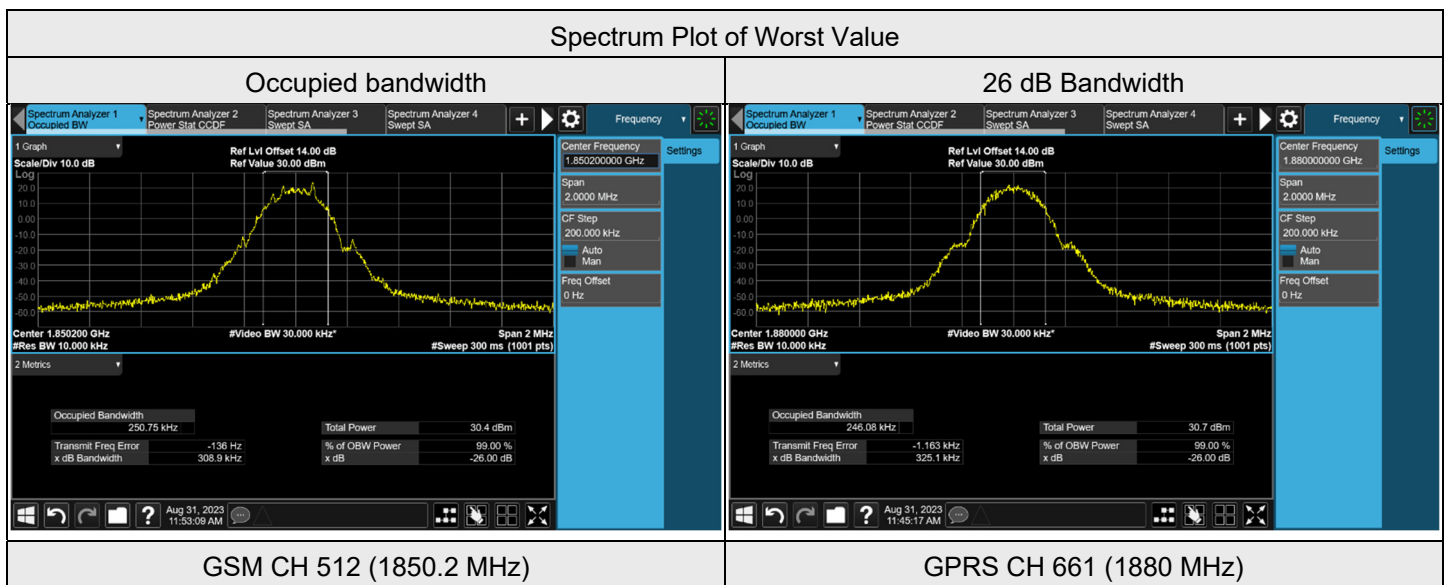 Spectrum Plot of Worst Value
Occupied bandwidth
26 dB Bandwidth
Spectrum Analyzer 1
Occupied BW
Spectrum Analyzer 2
Power Stat CCDF
Spectrum Analyzer 3
Swept SA
Spectrum Analyzer 4
Swept SA
+
Frequency
1 Graph
Scale/Div 10.0 dB
Ref Lvl Offset 14.00 dB
Ref Value 30.00 dBm
Log
20.0
10.0
0.00
-10.0
-20.0
-30.0
-40.0
-50.0
-60.0
Center 1.850200 GHz
#Res BW 10.000 kHz
#Video BW 30.000 kHz*
Span 2 MHz
#Sweep 300 ms (1001 pts)
Center Frequency
1.850200000 GHz
Settings
Span
2.0000 MHz
CF Step
200.000 kHz
Auto
Man
Freq Offset
0 Hz
2 Metrics
Occupied Bandwidth
250.75 kHz
Total Power 30.4 dBm
Transmit Freq Error -136 Hz
% of OBW Power 99.00 %
x dB Bandwidth 308.9 kHz
x dB -26.00 dB
?
Aug 31, 2023
11:53:09 AM
Spectrum Analyzer 1
Occupied BW
Spectrum Analyzer 2
Power Stat CCDF
Spectrum Analyzer 3
Swept SA
Spectrum Analyzer 4
Swept SA
+
Frequency
1 Graph
Scale/Div 10.0 dB
Ref Lvl Offset 14.00 dB
Ref Value 30.00 dBm
Log
20.0
10.0
0.00
-10.0
-20.0
-30.0
-40.0
-50.0
-60.0
Center 1.880000 GHz
#Res BW 10.000 kHz
#Video BW 30.000 kHz*
Span 2 MHz
#Sweep 300 ms (1001 pts)
Center Frequency
1.880000000 GHz
Settings
Span
2.0000 MHz
CF Step
200.000 kHz
Auto
Man
Freq Offset
0 Hz
2 Metrics
Occupied Bandwidth
246.08 kHz
Total Power 30.7 dBm
Transmit Freq Error -1.163 kHz
% of OBW Power 99.00 %
x dB Bandwidth 325.1 kHz
x dB -26.00 dB
?
Aug 31, 2023
11:45:17 AM
GSM CH 512 (1850.2 MHz)
GPRS CH 661 (1880 MHz)